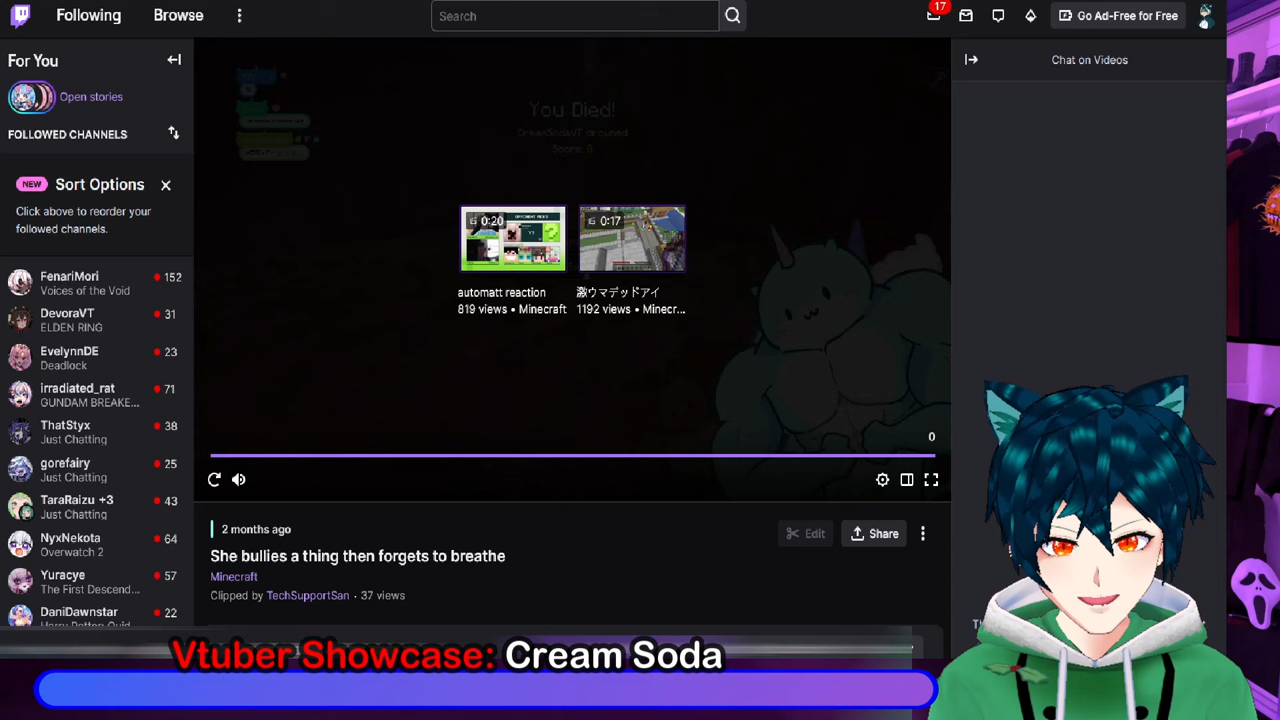 Following
Browse
Search
17
Go Ad-Free for Free
For You
Open stories
FOLLOWED CHANNELS
NEW
Sort Options
Click above to reorder your
followed channels.
FenariMori
152
Voices of the Void
DevoraVT
31
ELDEN RING
EvelynnDE
23
Deadlock
irradiated_rat
71
GUNDAM BREAKE...
ThatStyx
38
Just Chatting
gorefairy
25
Just Chatting
TaraRaizu +3
43
Just Chatting
NyxNekota
64
Overwatch 2
Yuracye
57
The First Descend...
DaniDawnstar
22
You Died!
CreamSodaVT drowned
0:20
automatt reaction
819 views • Minecraft
0:17
激ウマデッドアイ
1192 views • Minecr...
0
2 months ago
Edit
Share
She bullies a thing then forgets to breathe
Minecraft
Clipped by TechSupportSan · 37 views
Chat on Videos
Vtuber Showcase: Cream Soda